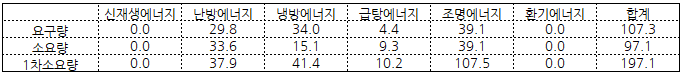 신재생에너지 난방에너지 냉방에너지 급탕에너지 조명에너지 환기에너지 합계
요구량 0.0 29.8 34.0 4.4 39.1 0.0 107.3
소요량 0.0 33.6 15.1 9.3 39.1 0.0 97.1
1차소요량 0.0 37.9 41.4 10.2 107.5 0.0 197.1